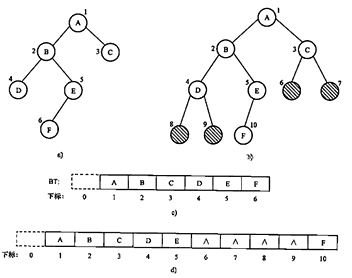 1
A
2
B
3
C
4
D
5
E
6
F
a)
1
A
2
B
3
C
4
D
5
E
6
7
8
9
10
F
b)
BT: A B C D E F
下标: 0 1 2 3 4 5 6
c)
A B C D E ∧ ∧ ∧ ∧ F
下标: 0 1 2 3 4 5 6 7 8 9 10
d)